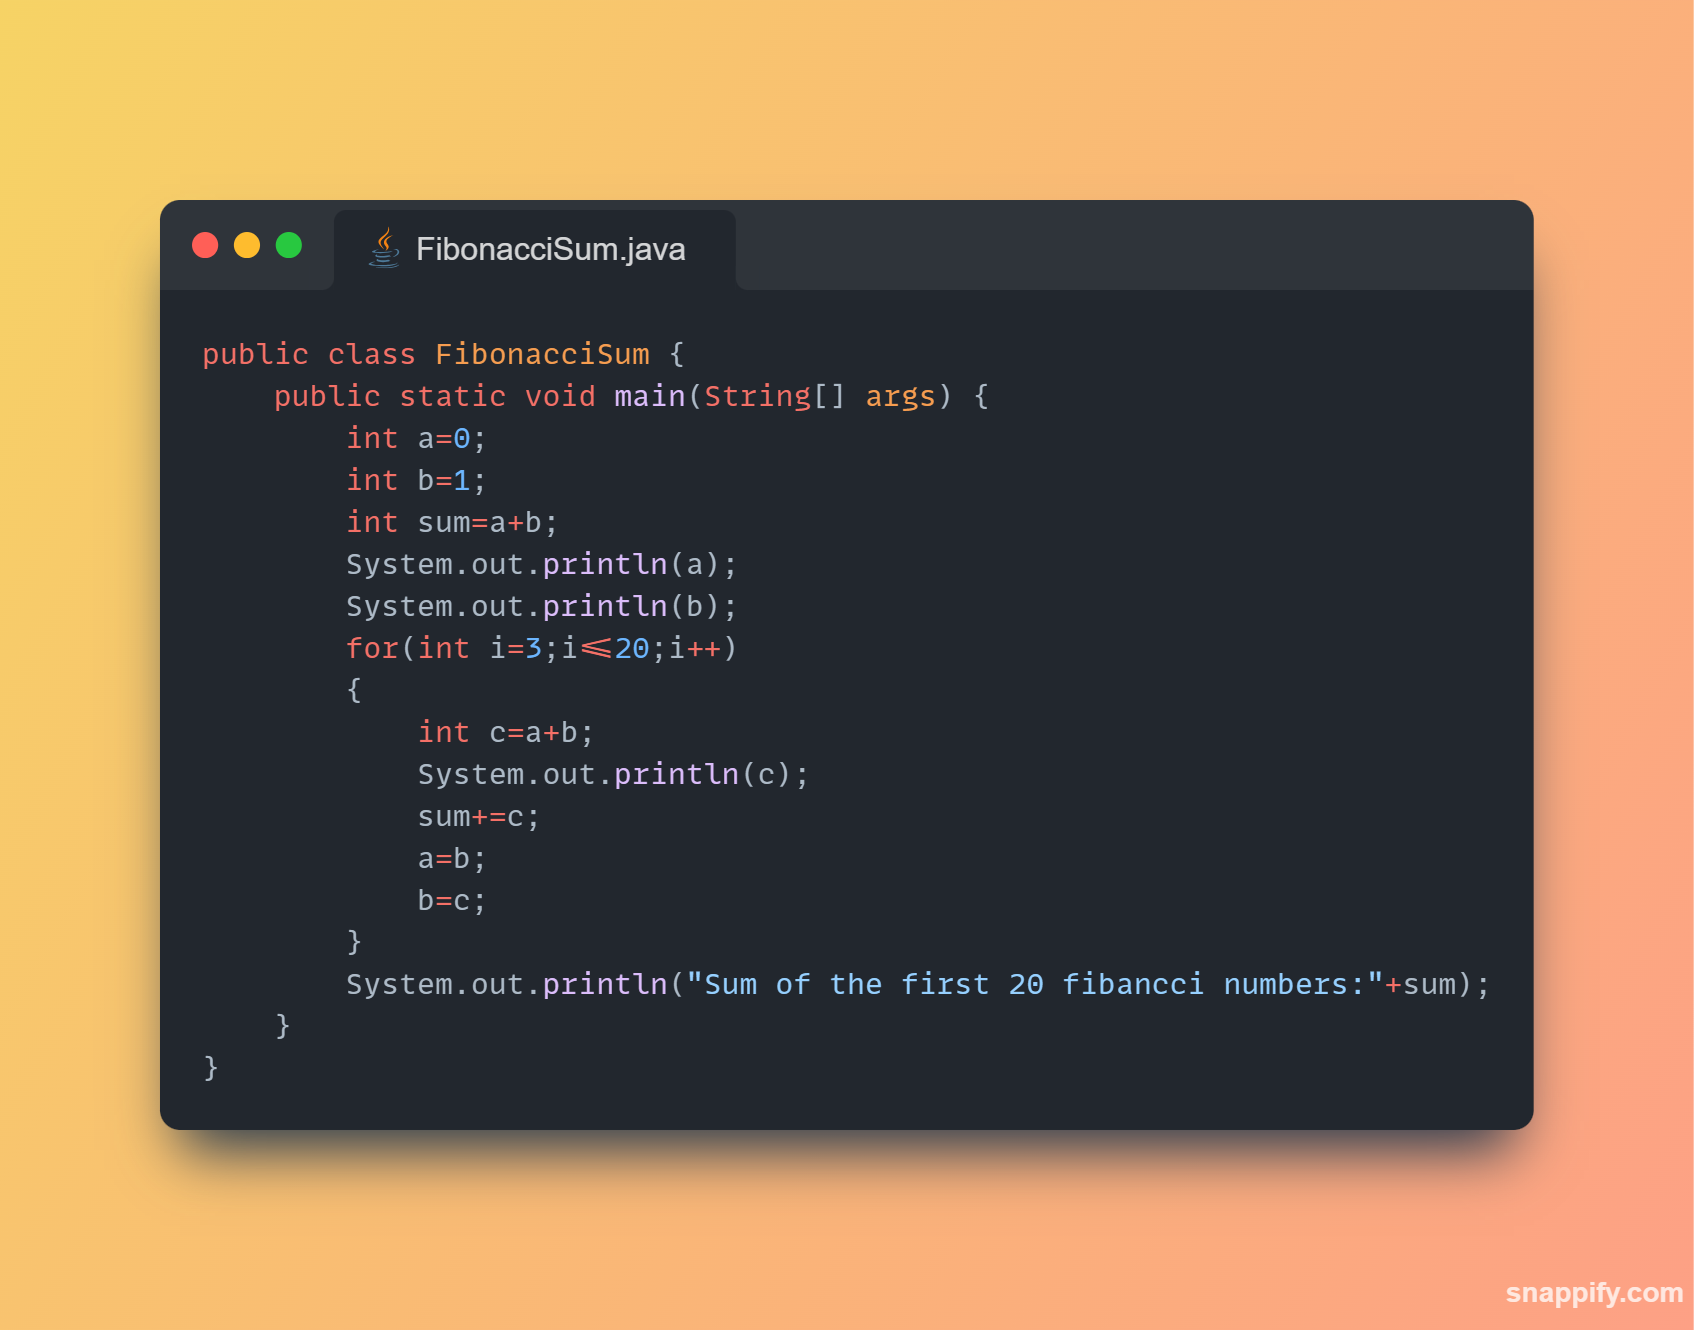 FibonacciSum.java
public class FibonacciSum {
    public static void main(String[] args) {
        int a=0;
        int b=1;
        int sum=a+b;
        System.out.println(a);
        System.out.println(b);
        for(int i=3;i<=20;i++)
        {
            int c=a+b;
            System.out.println(c);
            sum+=c;
            a=b;
            b=c;
        }
        System.out.println("Sum of the first 20 fibancci numbers:"+sum);
    }
}
snappify.com